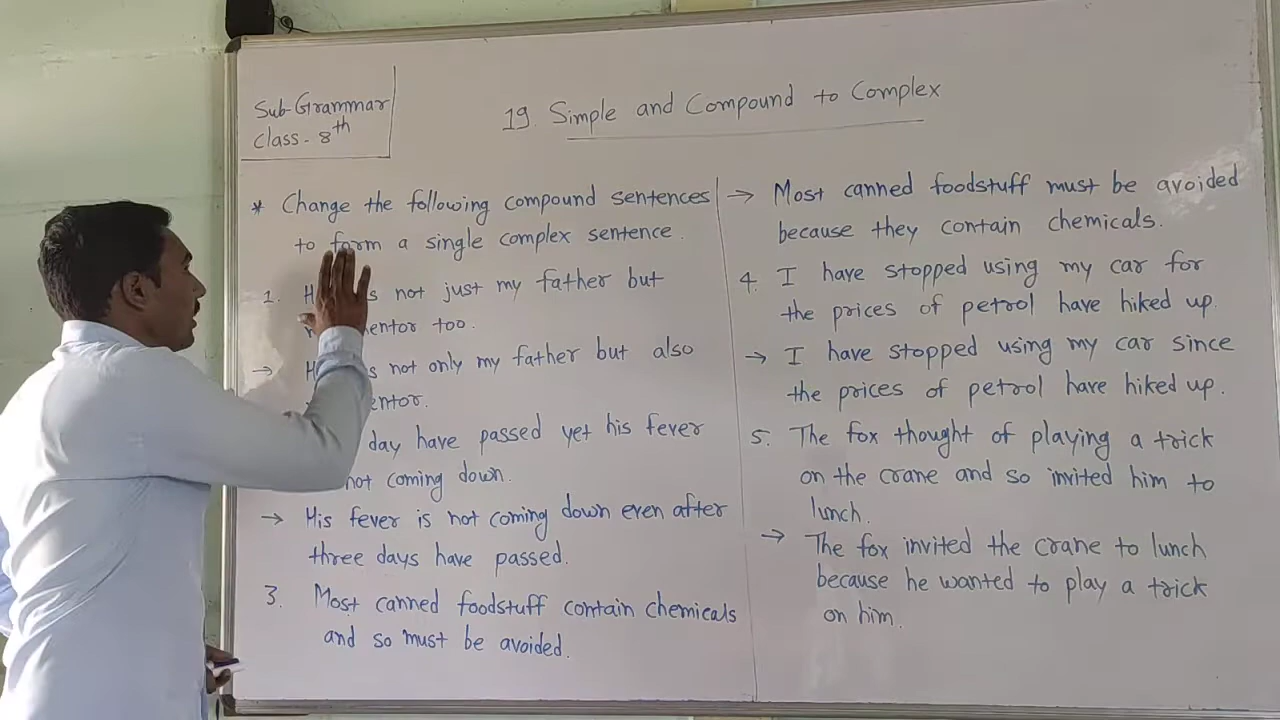 Sub-Grammar
Class - 8th
19. Simple and Compound to Complex
* Change the following compound sentences
to form a single complex sentence.
1. H s not just my father but
entor too.
→ H s not only my father but also
entor.
day have passed yet his fever
not coming down.
→ His fever is not coming down even after
three days have passed.
3. Most canned foodstuff contain chemicals
and so must be avoided.
→ Most canned foodstuff must be avoided
because they contain chemicals.
4. I have stopped using my car for
the prices of petrol have hiked up.
→ I have stopped using my car since
the prices of petrol have hiked up.
5. The fox thought of playing a trick
on the crane and so invited him to
lunch.
→ The fox invited the crane to lunch
because he wanted to play a trick
on him.